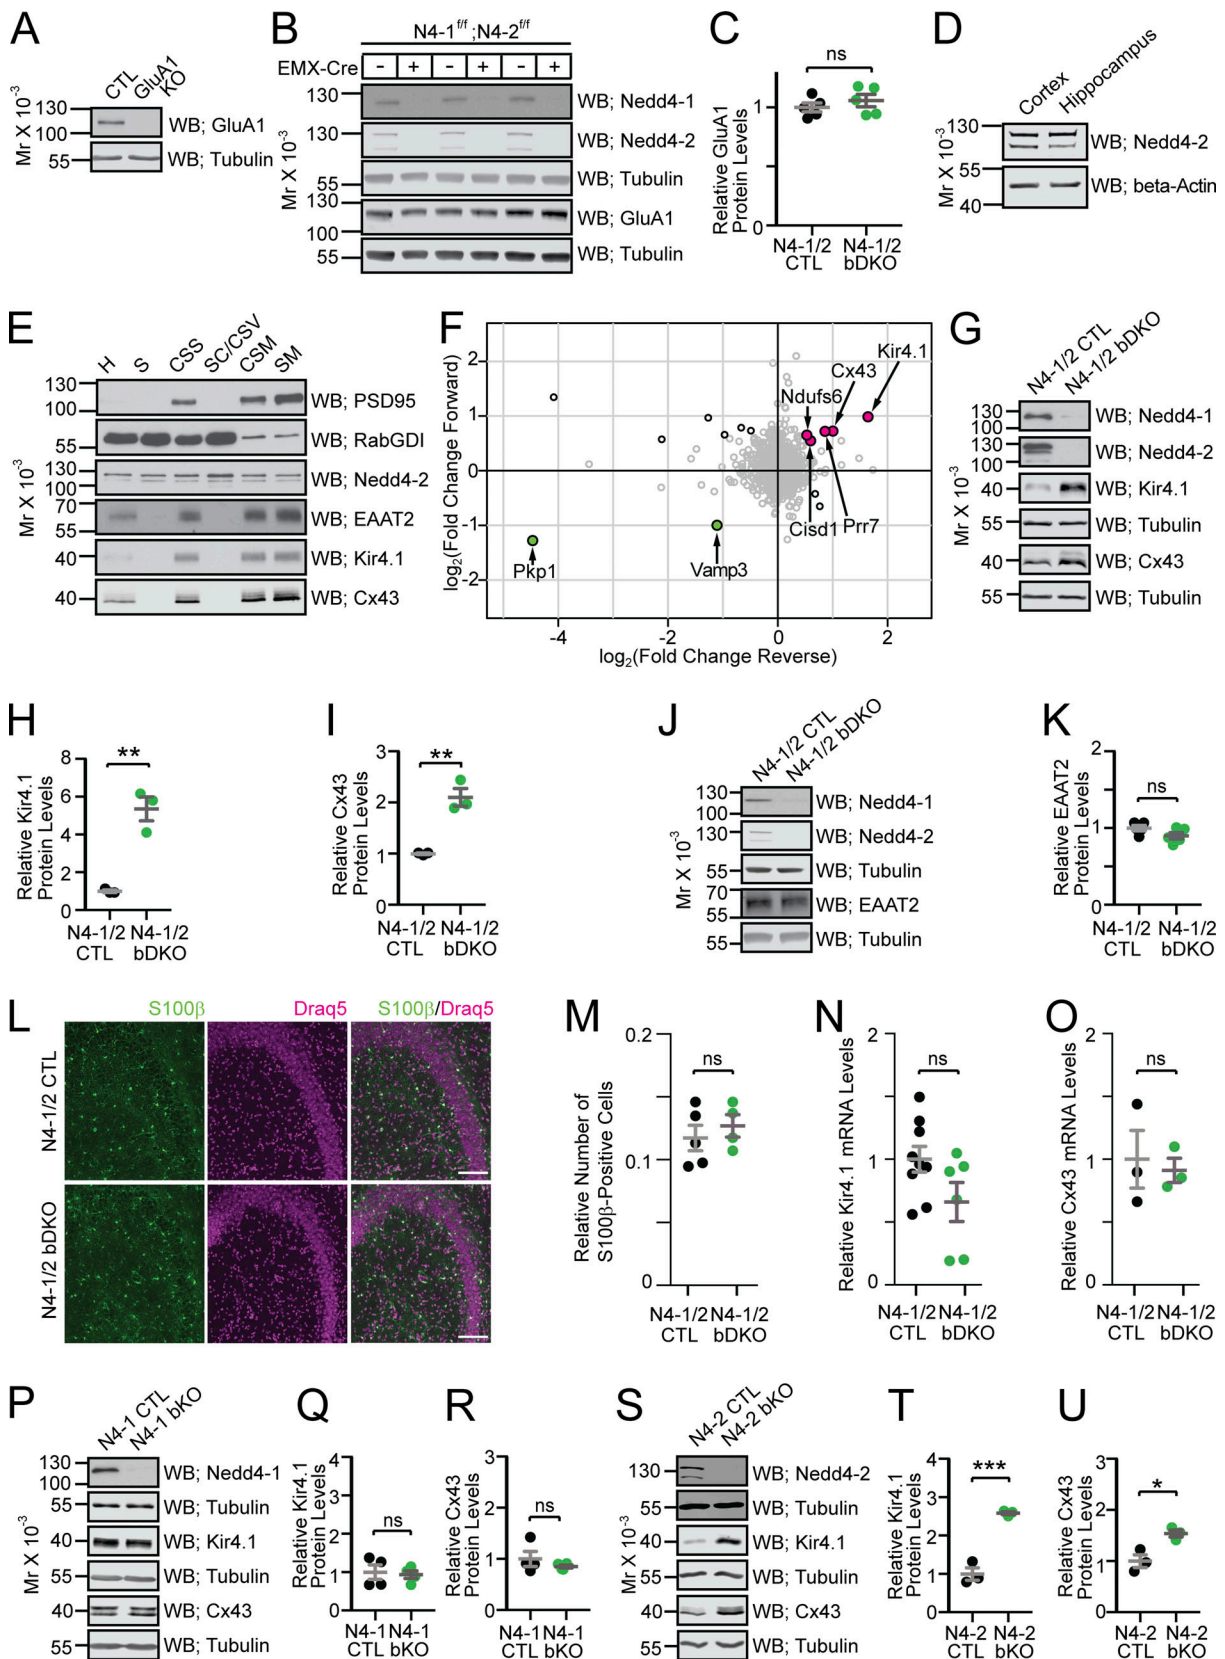 A
CTL
GluA1
KO
Mr X 10⁻³
130
100
55
WB; GluA1
WB; Tubulin
B
N4-1f/f;N4-2f/f
EMX-Cre
- + - + - +
Mr X 10⁻³
130
130
55
130
100
55
WB; Nedd4-1
WB; Nedd4-2
WB; Tubulin
WB; GluA1
WB; Tubulin
C
Relative GluA1
Protein Levels
ns
1
0
N4-1/2 N4-1/2
CTL bDKO
D
Cortex
Hippocampus
Mr X 10⁻³
130
55
40
WB; Nedd4-2
WB; beta-Actin
E
H S CSS SC/CSV CSM SM
Mr X 10⁻³
130
100
55
130
70
55
40
40
WB; PSD95
WB; RabGDI
WB; Nedd4-2
WB; EAAT2
WB; Kir4.1
WB; Cx43
F
log₂(Fold Change Forward)
2
1
0
-1
-2
-4 -2 0 2
log₂(Fold Change Reverse)
Kir4.1
Cx43
Ndufs6
Cisd1
Prr7
Vamp3
Pkp1
G
N4-1/2 CTL
N4-1/2 bDKO
Mr X 10⁻³
130
100
130
100
40
55
40
55
WB; Nedd4-1
WB; Nedd4-2
WB; Kir4.1
WB; Tubulin
WB; Cx43
WB; Tubulin
H
Relative Kir4.1
Protein Levels
**
8
6
4
2
0
N4-1/2 N4-1/2
CTL bDKO
I
Relative Cx43
Protein Levels
**
3
2
1
0
N4-1/2 N4-1/2
CTL bDKO
J
N4-1/2 CTL
N4-1/2 bDKO
Mr X 10⁻³
130
100
130
55
70
55
55
WB; Nedd4-1
WB; Nedd4-2
WB; Tubulin
WB; EAAT2
WB; Tubulin
K
Relative EAAT2
Protein Levels
ns
2
1
0
N4-1/2 N4-1/2
CTL bDKO
L
S100β
Draq5
S100β/Draq5
N4-1/2 CTL
N4-1/2 bDKO
M
Relative Number of
S100β-Positive Cells
ns
0.2
0.1
0
N4-1/2 N4-1/2
CTL bDKO
N
Relative Kir4.1 mRNA Levels
ns
2
1
0
N4-1/2 N4-1/2
CTL bDKO
O
Relative Cx43 mRNA Levels
ns
2
1
0
N4-1/2 N4-1/2
CTL bDKO
P
N4-1 CTL
N4-1 bKO
Mr X 10⁻³
130
100
55
40
55
40
55
WB; Nedd4-1
WB; Tubulin
WB; Kir4.1
WB; Tubulin
WB; Cx43
WB; Tubulin
Q
Relative Kir4.1
Protein Levels
ns
4
3
2
1
0
N4-1 N4-1
CTL bKO
R
Relative Cx43
Protein Levels
ns
3
2
1
0
N4-1 N4-1
CTL bKO
S
N4-2 CTL
N4-2 bKO
Mr X 10⁻³
130
55
40
55
40
55
WB; Nedd4-2
WB; Tubulin
WB; Kir4.1
WB; Tubulin
WB; Cx43
WB; Tubulin
T
Relative Kir4.1
Protein Levels
***
4
3
2
1
0
N4-2 N4-2
CTL bKO
U
Relative Cx43
Protein Levels
*
3
2
1
0
N4-2 N4-2
CTL bKO